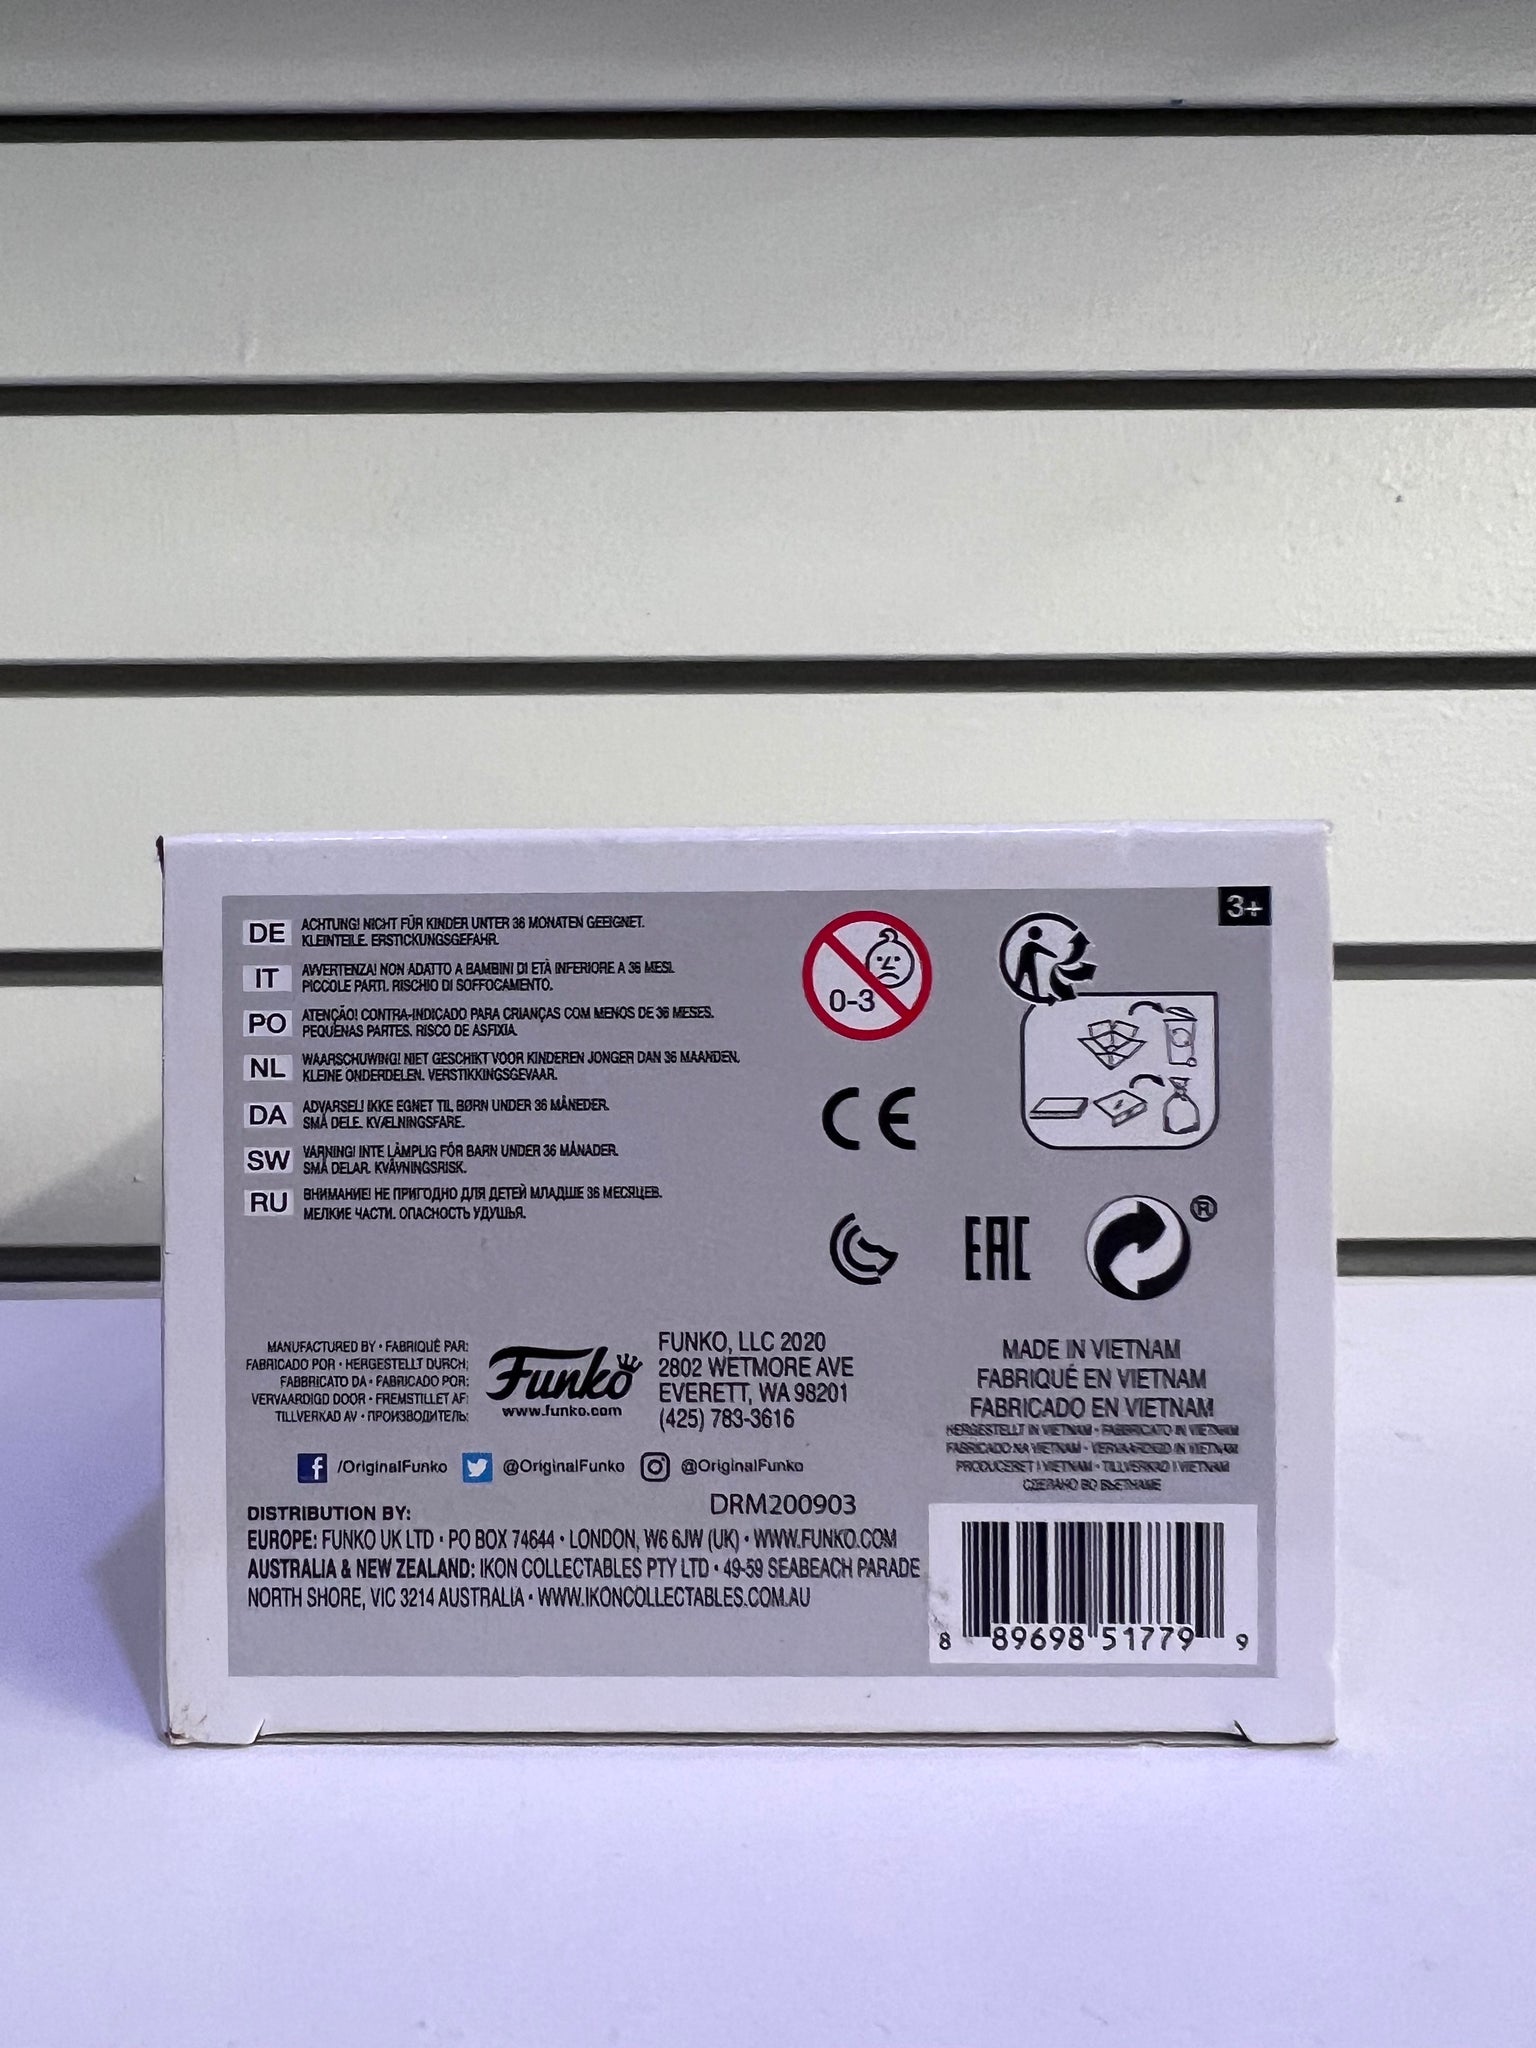 3+
DE ACHTUNG! NICHT FÜR KINDER UNTER 36 MONATEN GEEIGNET.
KLEINTEILE. ERSTICKUNGSGEFAHR.
IT AVVERTENZA! NON ADATTO A BAMBINI DI ETÀ INFERIORE A 36 MESI.
PICCOLE PARTI. RISCHIO DI SOFFOCAMENTO.
PO ATENÇÃO! CONTRA-INDICADO PARA CRIANÇAS COM MENOS DE 36 MESES.
PEQUENAS PARTES. RISCO DE ASFIXIA.
NL WAARSCHUWING! NIET GESCHIKT VOOR KINDEREN JONGER DAN 36 MAANDEN.
KLEINE ONDERDELEN. VERSTIKKINGSGEVAAR.
DA ADVARSEL! IKKE EGNET TIL BØRN UNDER 36 MÅNEDER.
SMÅ DELE. KVÆLNINGSFARE.
SW VARNING! INTE LÄMPLIG FÖR BARN UNDER 36 MÅNADER.
SMÅ DELAR. KVÄVNINGSRISK.
RU ВНИМАНИЕ! НЕ ПРИГОДНО ДЛЯ ДЕТЕЙ МЛАДШЕ 36 МЕСЯЦЕВ.
МЕЛКИЕ ЧАСТИ. ОПАСНОСТЬ УДУШЬЯ.
0-3
CE
EAC
®
MANUFACTURED BY • FABRIQUÉ PAR:
FABRICADO POR • HERGESTELLT DURCH:
FABBRICATO DA • FABRICADO POR:
VERVAARDIGD DOOR • FREMSTILLET AF:
TILLVERKAD AV • ПРОИЗВОДИТЕЛЬ:
Funko
www.funko.com
FUNKO, LLC 2020
2802 WETMORE AVE
EVERETT, WA 98201
(425) 783-3616
MADE IN VIETNAM
FABRIQUÉ EN VIETNAM
FABRICADO EN VIETNAM
HERGESTELLT IN VIETNAM • FABBRICATO IN VIETNAM
FABRICADO NA VIETNAM • VERVAARDIGD IN VIETNAM
PRODUCERET I VIETNAM • TILLVERKAD I VIETNAM
СДЕЛАНО ВО ВЬЕТНАМЕ
/OriginalFunko @OriginalFunko @OriginalFunko
DRM200903
DISTRIBUTION BY:
EUROPE: FUNKO UK LTD • PO BOX 74644 • LONDON, W6 6JW (UK) • WWW.FUNKO.COM
AUSTRALIA & NEW ZEALAND: IKON COLLECTABLES PTY LTD • 49-59 SEABEACH PARADE
NORTH SHORE, VIC 3214 AUSTRALIA • WWW.IKONCOLLECTABLES.COM.AU
8 89698 51779 9